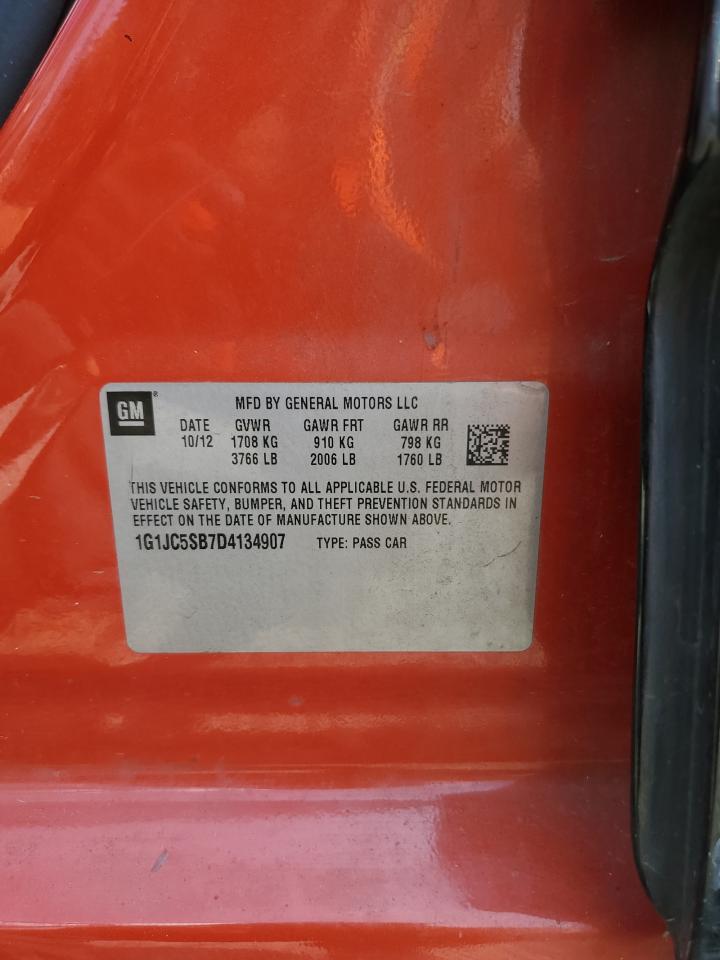 GM®
MFD BY GENERAL MOTORS LLC
DATE GVWR GAWR FRT GAWR RR
10/12 1708 KG 910 KG 798 KG
3766 LB 2006 LB 1760 LB
THIS VEHICLE CONFORMS TO ALL APPLICABLE U.S. FEDERAL MOTOR
VEHICLE SAFETY, BUMPER, AND THEFT PREVENTION STANDARDS IN
EFFECT ON THE DATE OF MANUFACTURE SHOWN ABOVE.
1G1JC5SB7D4134907 TYPE: PASS CAR